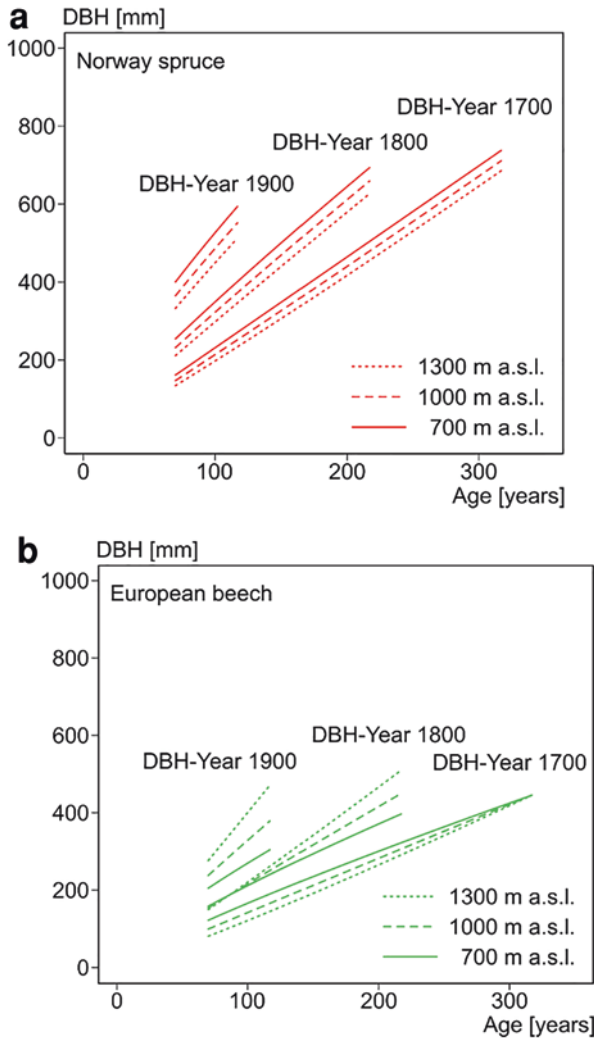 a
DBH [mm]
1000
800
600
400
200
0
Norway spruce
DBH-Year 1700
DBH-Year 1800
DBH-Year 1900
1300 m a.s.l.
1000 m a.s.l.
700 m a.s.l.
0 100 200 300
Age [years]
b
DBH [mm]
1000
800
600
400
200
0
European beech
DBH-Year 1800
DBH-Year 1900
DBH-Year 1700
1300 m a.s.l.
1000 m a.s.l.
700 m a.s.l.
0 100 200 300
Age [years]